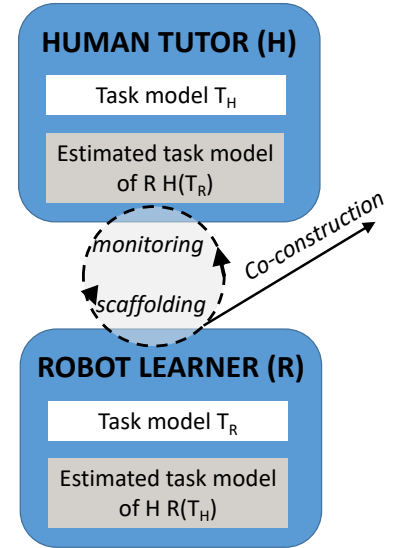 HUMAN TUTOR (H)
Task model T_H
Estimated task model
of R H(T_R)
monitoring
Co-construction
scaffolding
ROBOT LEARNER (R)
Task model T_R
Estimated task model
of H R(T_H)